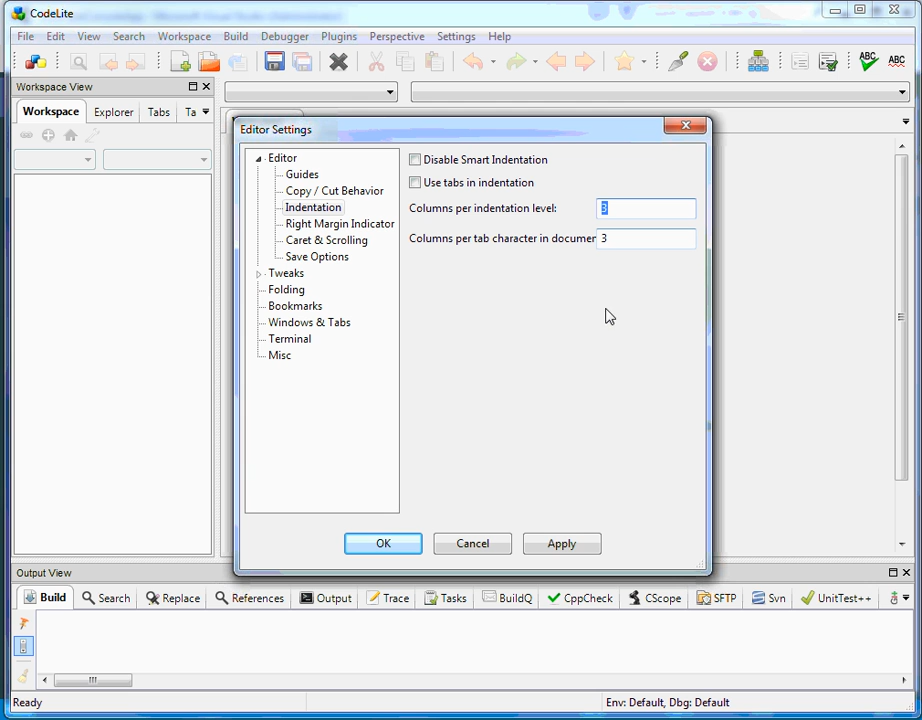 CodeLite
File Edit View Search Workspace Build Debugger Plugins Perspective Settings Help
ABC ABC
Workspace View
Workspace Explorer Tabs Ta
Editor Settings
Editor
Guides
Copy / Cut Behavior
Indentation
Right Margin Indicator
Caret & Scrolling
Save Options
Tweaks
Folding
Bookmarks
Windows & Tabs
Terminal
Misc
Disable Smart Indentation
Use tabs in indentation
Columns per indentation level: 3
Columns per tab character in documen 3
OK Cancel Apply
Output View
Build Search Replace References Output Trace Tasks BuildQ CppCheck CScope SFTP Svn UnitTest++
Ready Env: Default, Dbg: Default